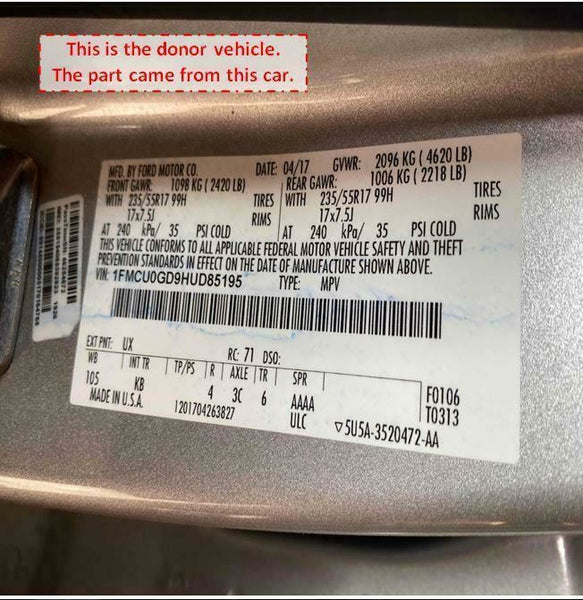 This is the donor vehicle.
The part came from this car.
MFD. BY FORD MOTOR CO. DATE: 04/17 GVWR: 2096 KG ( 4620 LB)
FRONT GAWR: 1098 KG ( 2420 LB) REAR GAWR: 1006 KG ( 2218 LB)
WITH 235/55R17 99H TIRES WITH 235/55R17 99H TIRES
17x7.5J RIMS 17x7.5J RIMS
AT 240 kPa/ 35 PSI COLD AT 240 kPa/ 35 PSI COLD
THIS VEHICLE CONFORMS TO ALL APPLICABLE FEDERAL MOTOR VEHICLE SAFETY AND THEFT
PREVENTION STANDARDS IN EFFECT ON THE DATE OF MANUFACTURE SHOWN ABOVE.
VIN: 1FMCU0GD9HUD85195 TYPE: MPV
EXT PNT: UX RC: 71 DSO:
WB INT TR TP/PS R AXLE TR SPR
105 KB 4 3C 6 AAAA F0106
MADE IN U.S.A. 1201704263827 ULC T0313
▽5U5A-3520472-AA